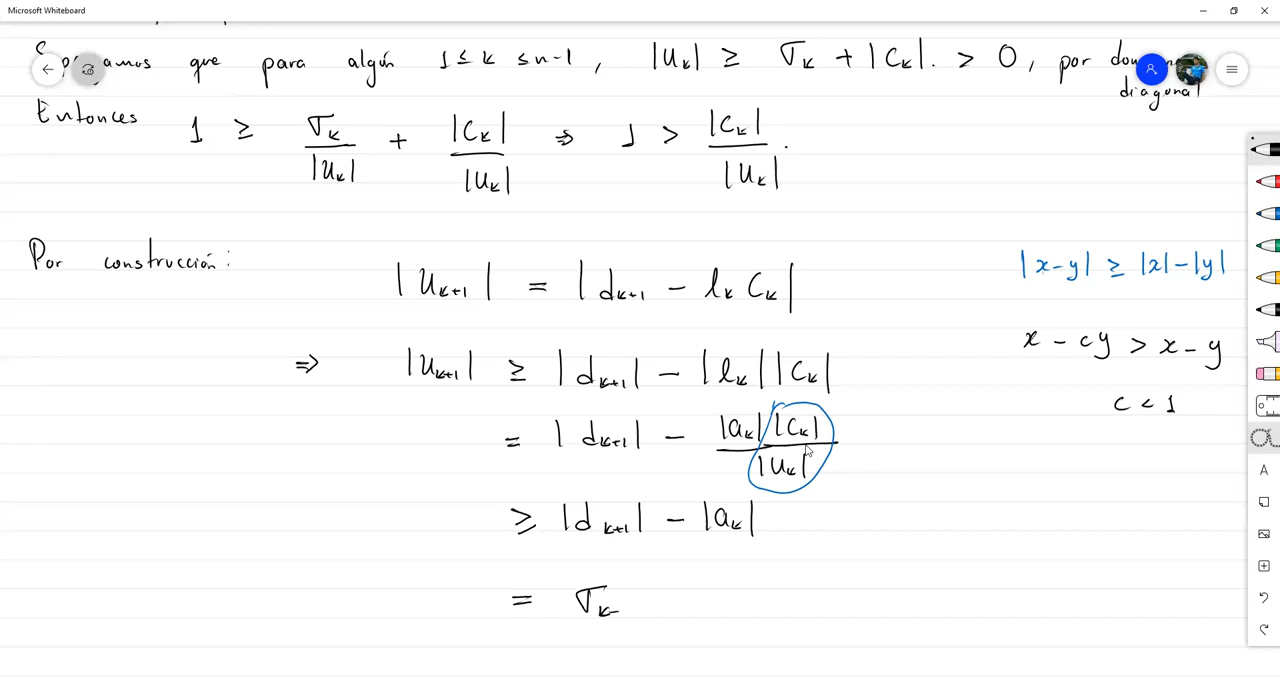 Microsoft Whiteboard
que para algún 1 ≤ k ≤ n-1, |u_k| ≥ σ_k + |c_k|. > 0, por
diagonal
Entonces 1 ≥ σ_k/|u_k| + |c_k|/|u_k| ⇒ 1 > |c_k|/|u_k|.
Por construcción: |u_{k+1}| = |d_{k+1} - l_k c_k|
|x-y| ≥ |x|-|y|
x - cy > x - y
⇒ |u_{k+1}| ≥ |d_{k+1}| - |l_k||c_k|
c < 1
= |d_{k+1}| - |a_k||c_k|/|u_k|
≥ |d_{k+1}| - |a_k|
= σ_k
A